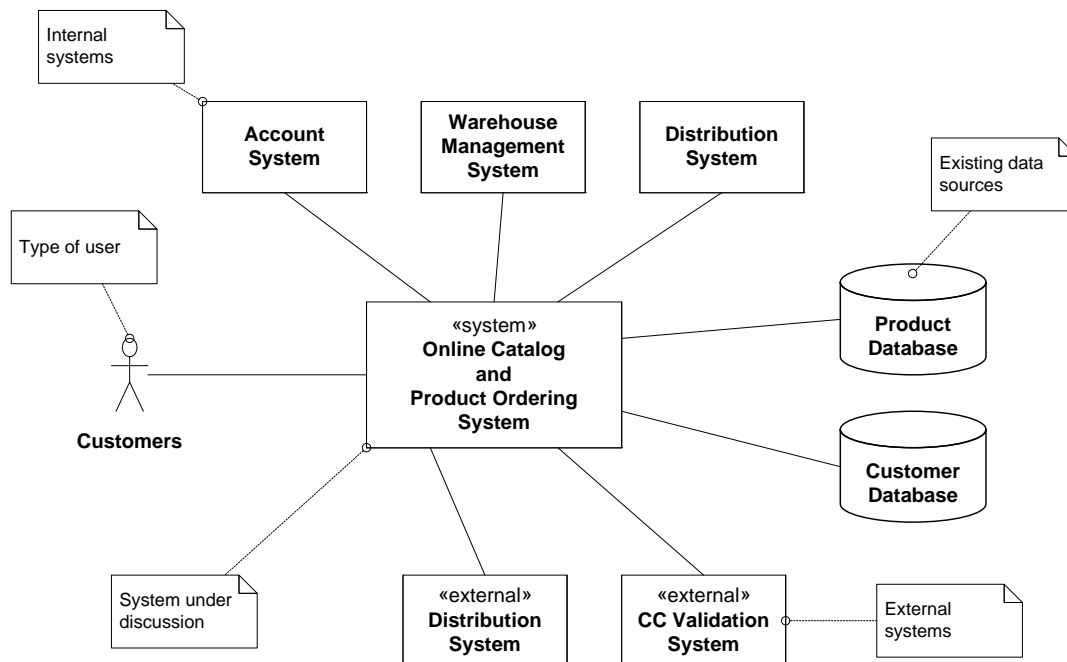 Internal
systems
Account
System
Warehouse
Management
System
Distribution
System
Existing data
sources
Type of user
«system»
Online Catalog
and
Product Ordering
System
Product
Database
Customers
Customer
Database
System under
discussion
«external»
Distribution
System
«external»
CC Validation
System
External
systems